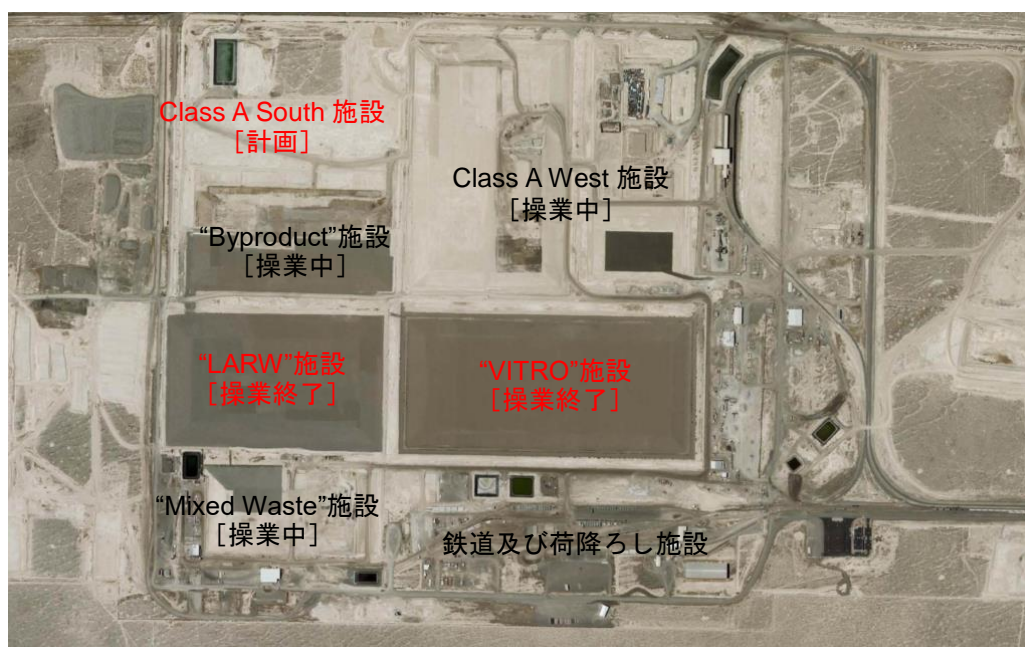 Class A South 施設
［計画］
Class A West 施設
［操業中］
“Byproduct”施設
［操業中］
“LARW”施設
［操業終了］
“VITRO”施設
［操業終了］
“Mixed Waste”施設
［操業中］
鉄道及び荷降ろし施設